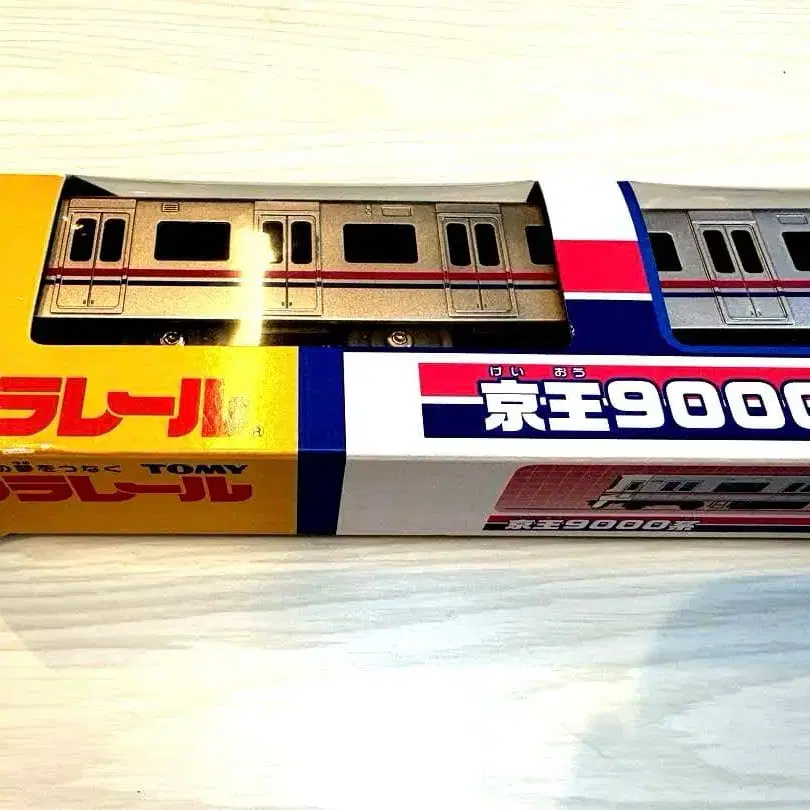 ラレール®
けい おう
京王9000
の夢をつなぐ TOMY
ラレール
京王9000系